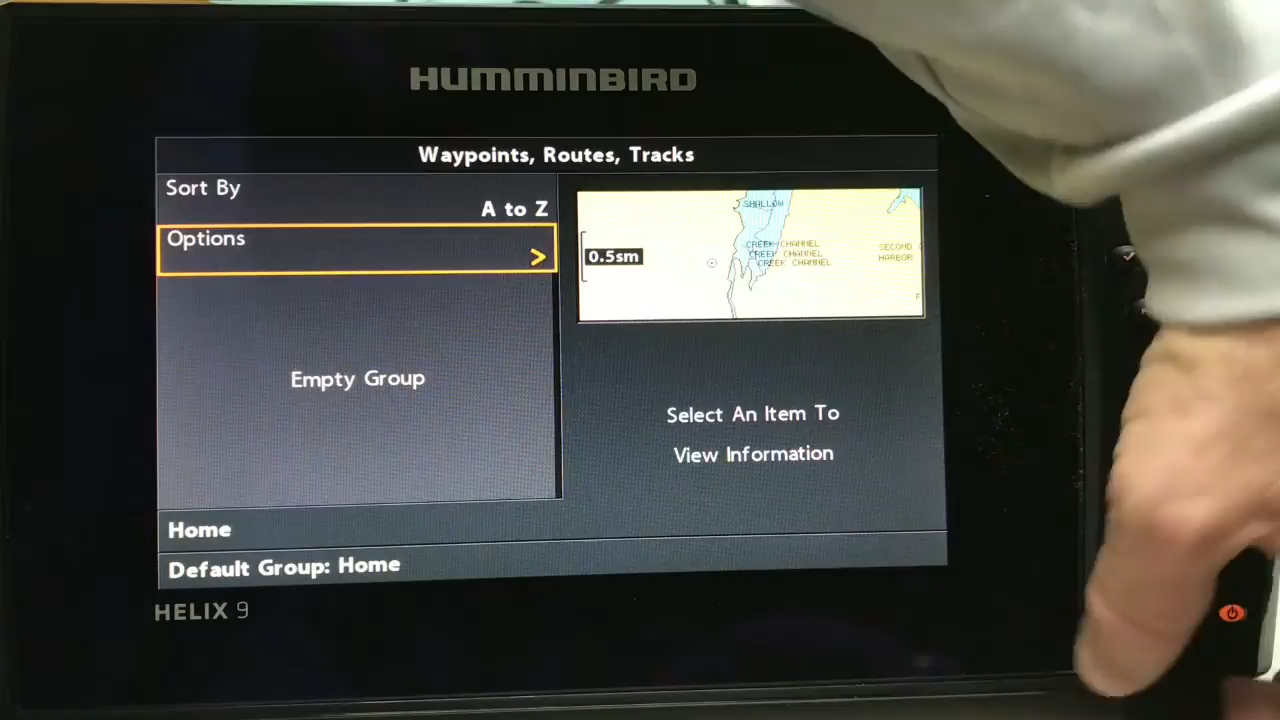 HUMMINBIRD
Waypoints, Routes, Tracks
Sort By
A to Z
Options
>
Empty Group
SHALLOW
CREEK CHANNEL
CREEK CHANNEL
CREEK CHANNEL
SECOND
HARBOR
F
0.5sm
Select An Item To
View Information
Home
Default Group: Home
HELIX 9